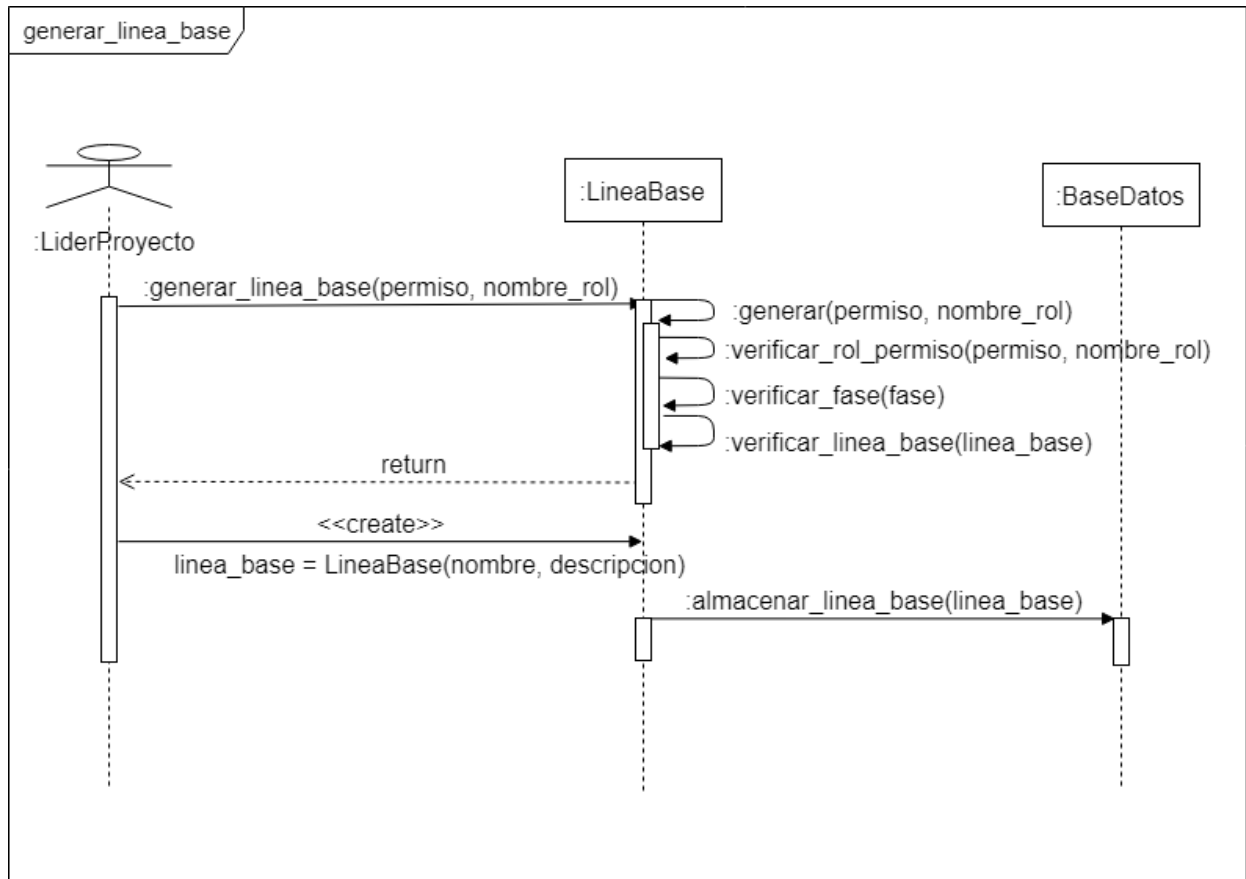 generar_linea_base
:LiderProyecto
:LineaBase
:BaseDatos
:generar_linea_base(permiso, nombre_rol)
:generar(permiso, nombre_rol)
:verificar_rol_permiso(permiso, nombre_rol)
:verificar_fase(fase)
:verificar_linea_base(linea_base)
return
<<create>>
linea_base = LineaBase(nombre, descripcion)
:almacenar_linea_base(linea_base)